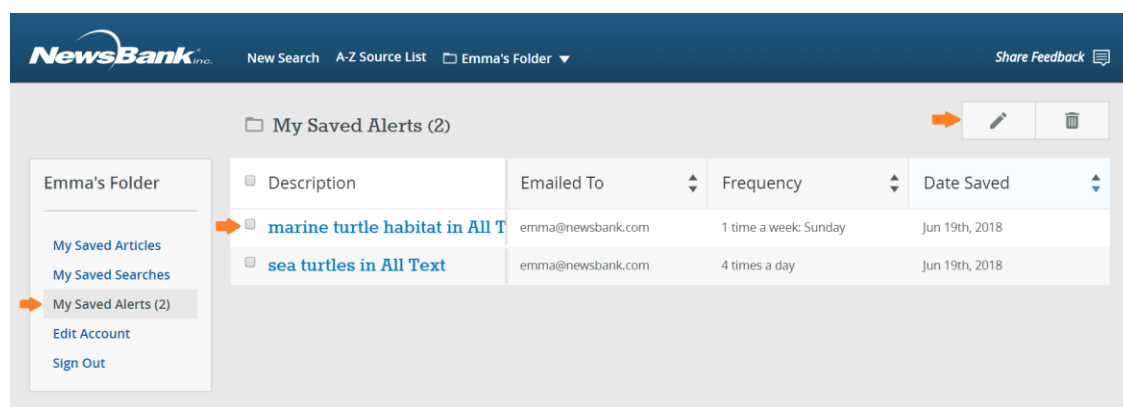 NewsBank inc. New Search A-Z Source List Emma's Folder Share Feedback
My Saved Alerts (2)
Emma's Folder
My Saved Articles
My Saved Searches
My Saved Alerts (2)
Edit Account
Sign Out
Description Emailed To Frequency Date Saved
marine turtle habitat in All T emma@newsbank.com 1 time a week: Sunday Jun 19th, 2018
sea turtles in All Text emma@newsbank.com 4 times a day Jun 19th, 2018